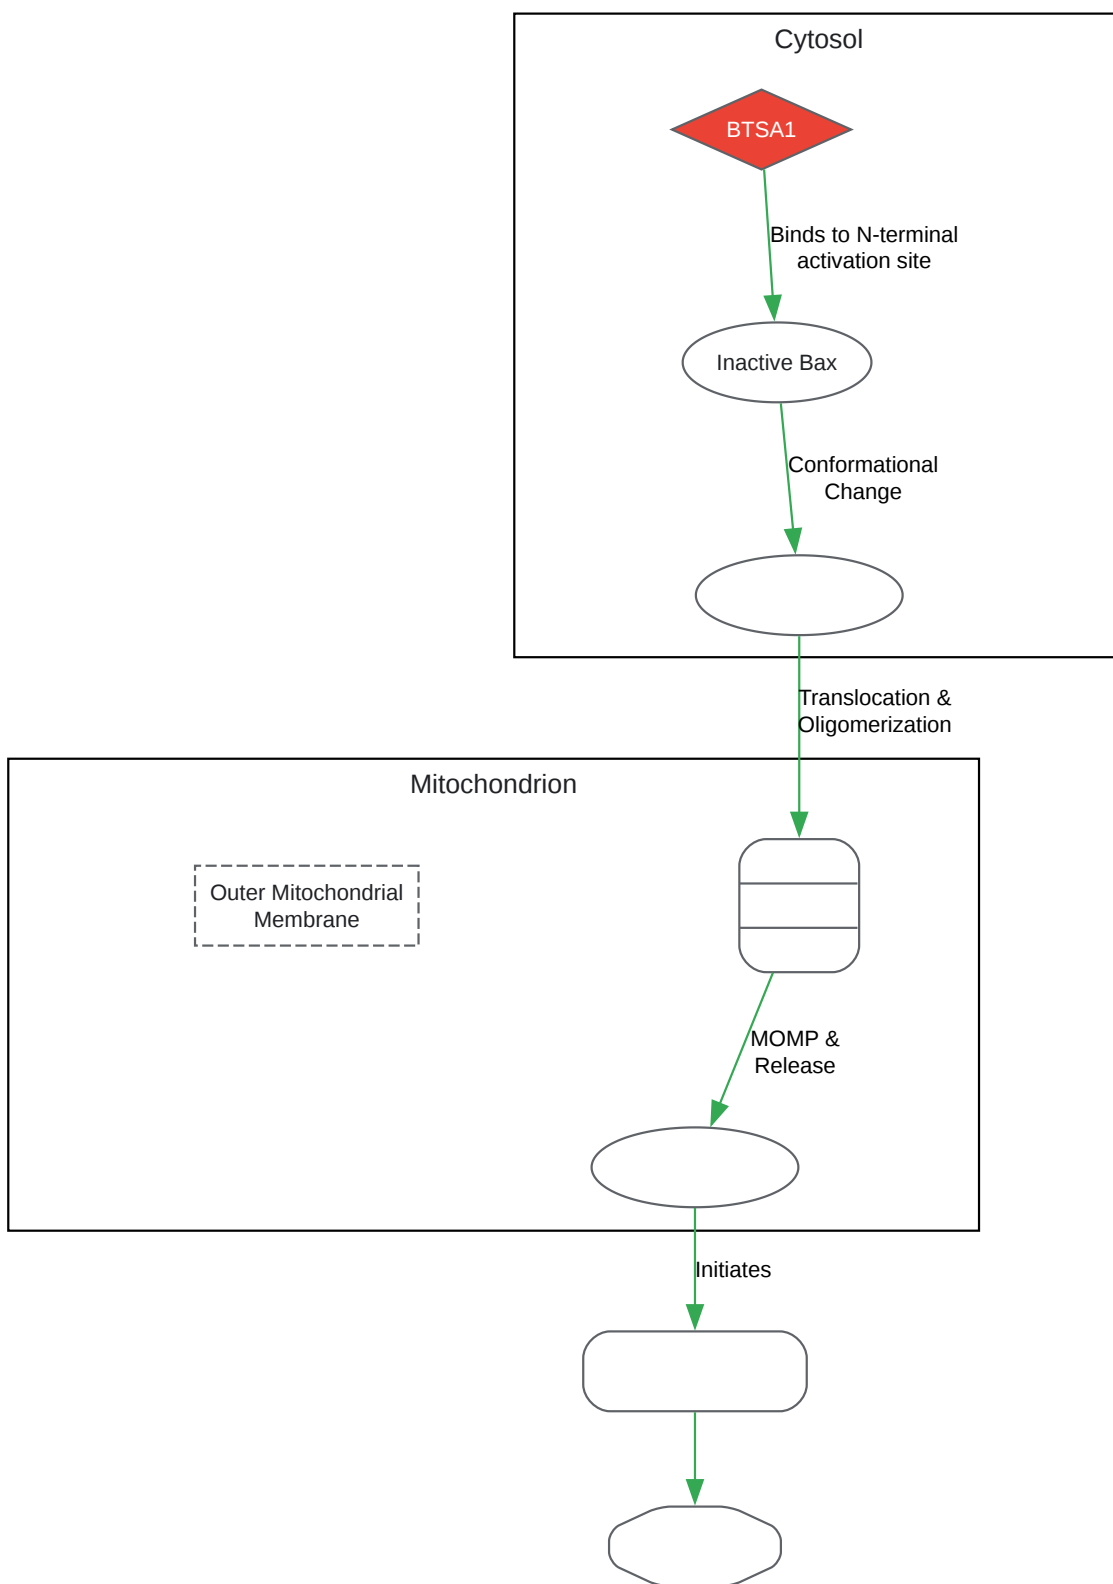 Cytosol
BTSA1
Binds to N-terminal
activation site
Inactive Bax
Conformational
Change
Translocation &
Oligomerization
Mitochondrion
Outer Mitochondrial
Membrane
MOMP &
Release
Initiates